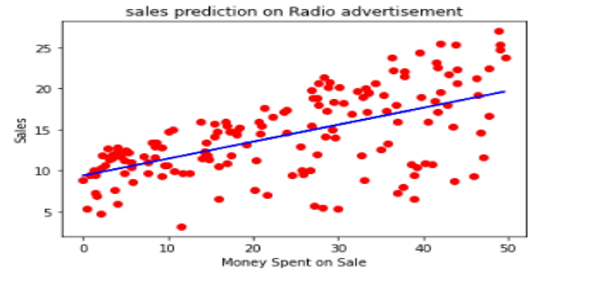 sales prediction on Radio advertisement
25
20
15
10
5
Sales
0 10 20 30 40 50
Money Spent on Sale